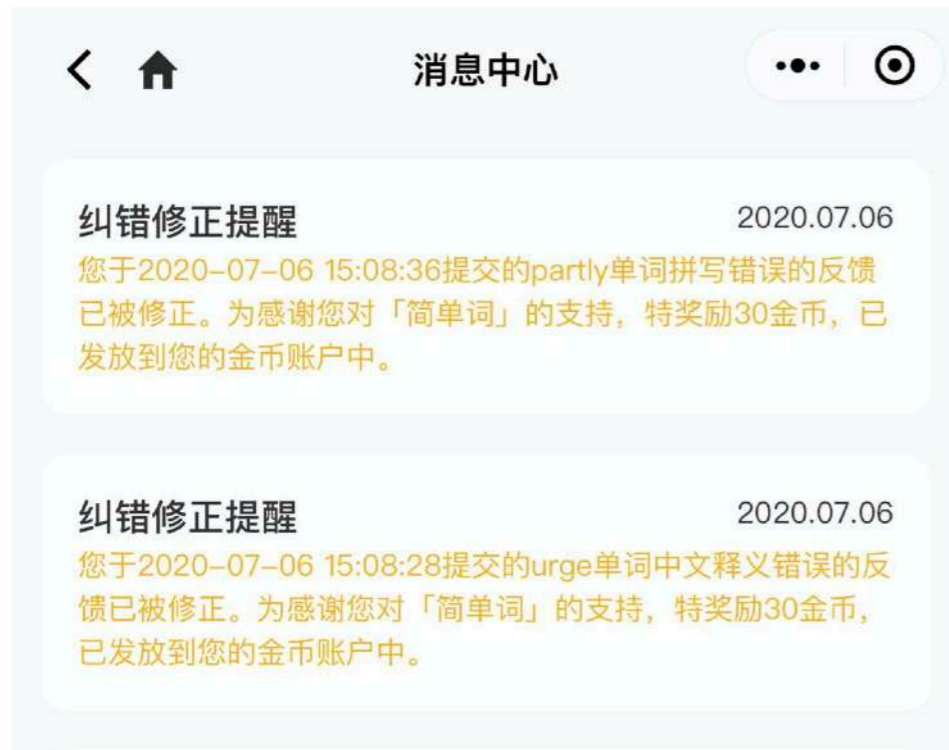 消息中心
纠错修正提醒 2020.07.06
您于2020-07-06 15:08:36提交的partly单词拼写错误的反馈
已被修正。为感谢您对「简单词」的支持，特奖励30金币，已
发放到您的金币账户中。
纠错修正提醒 2020.07.06
您于2020-07-06 15:08:28提交的urge单词中文释义错误的反
馈已被修正。为感谢您对「简单词」的支持，特奖励30金币，
已发放到您的金币账户中。